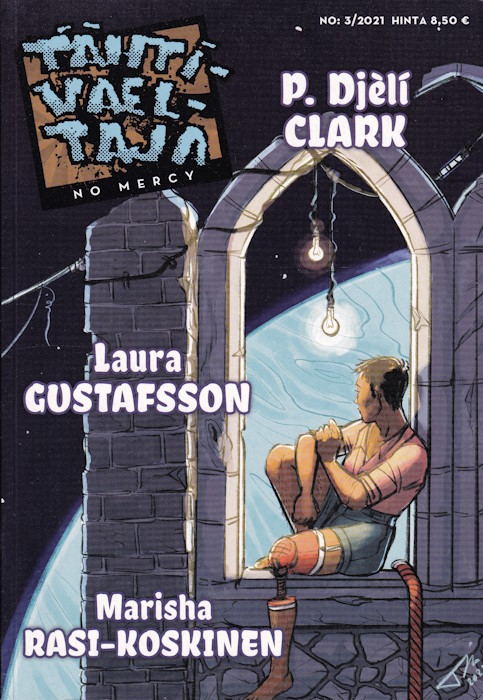 NO: 3/2021 HINTA 8,50 €
TÄHTI-
VAEL-
TAJA
NO MERCY
P. Djèlí
CLARK
Laura
GUSTAFSSON
Marisha
RASI-KOSKINEN